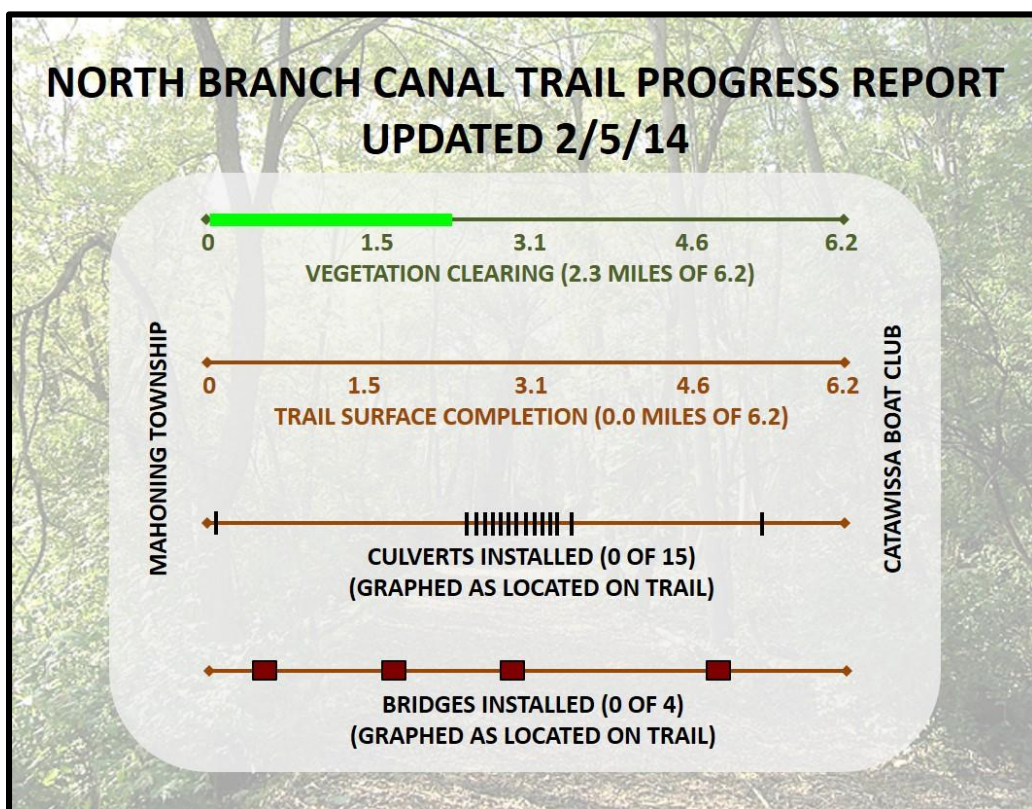 NORTH BRANCH CANAL TRAIL PROGRESS REPORT
UPDATED 2/5/14
0 1.5 3.1 4.6 6.2
VEGETATION CLEARING (2.3 MILES OF 6.2)
MAHONING TOWNSHIP
CATAWISSA BOAT CLUB
0 1.5 3.1 4.6 6.2
TRAIL SURFACE COMPLETION (0.0 MILES OF 6.2)
CULVERTS INSTALLED (0 OF 15)
(GRAPHED AS LOCATED ON TRAIL)
BRIDGES INSTALLED (0 OF 4)
(GRAPHED AS LOCATED ON TRAIL)